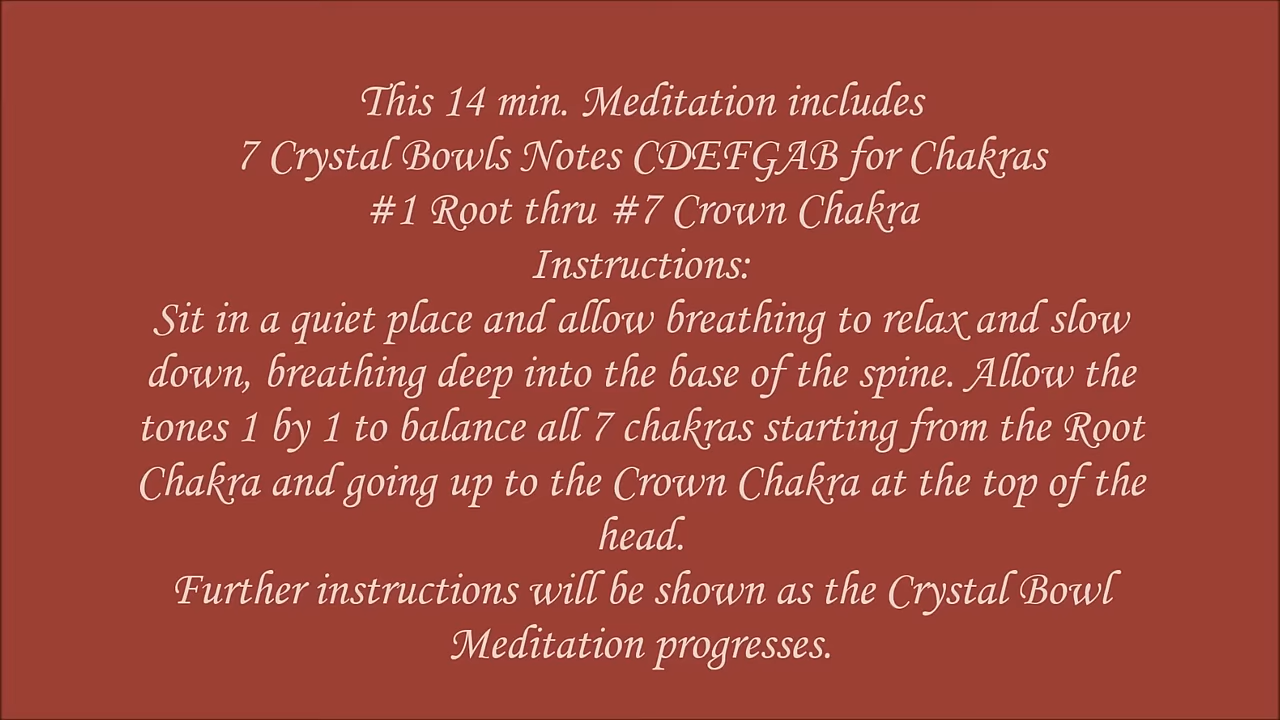 This 14 min. Meditation includes
7 Crystal Bowls Notes CDEFGAB for Chakras
#1 Root thru #7 Crown Chakra
Instructions:
Sit in a quiet place and allow breathing to relax and slow
down, breathing deep into the base of the spine. Allow the
tones 1 by 1 to balance all 7 chakras starting from the Root
Chakra and going up to the Crown Chakra at the top of the
head.
Further instructions will be shown as the Crystal Bowl
Meditation progresses.